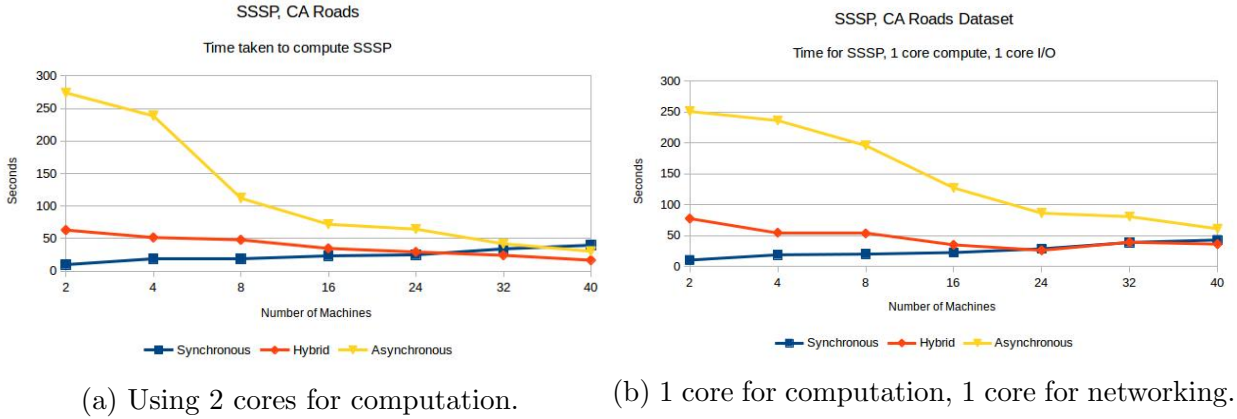 SSSP, CA Roads
Time taken to compute SSSP
300
250
200
150
100
50
0
Seconds
2 4 8 16 24 32 40
Number of Machines
Synchronous Hybrid Asynchronous
(a) Using 2 cores for computation.
SSSP, CA Roads Dataset
Time for SSSP, 1 core compute, 1 core I/O
300
250
200
150
100
50
0
Seconds
2 4 8 16 24 32 40
Number of Machines
Synchronous Hybrid Asynchronous
(b) 1 core for computation, 1 core for networking.